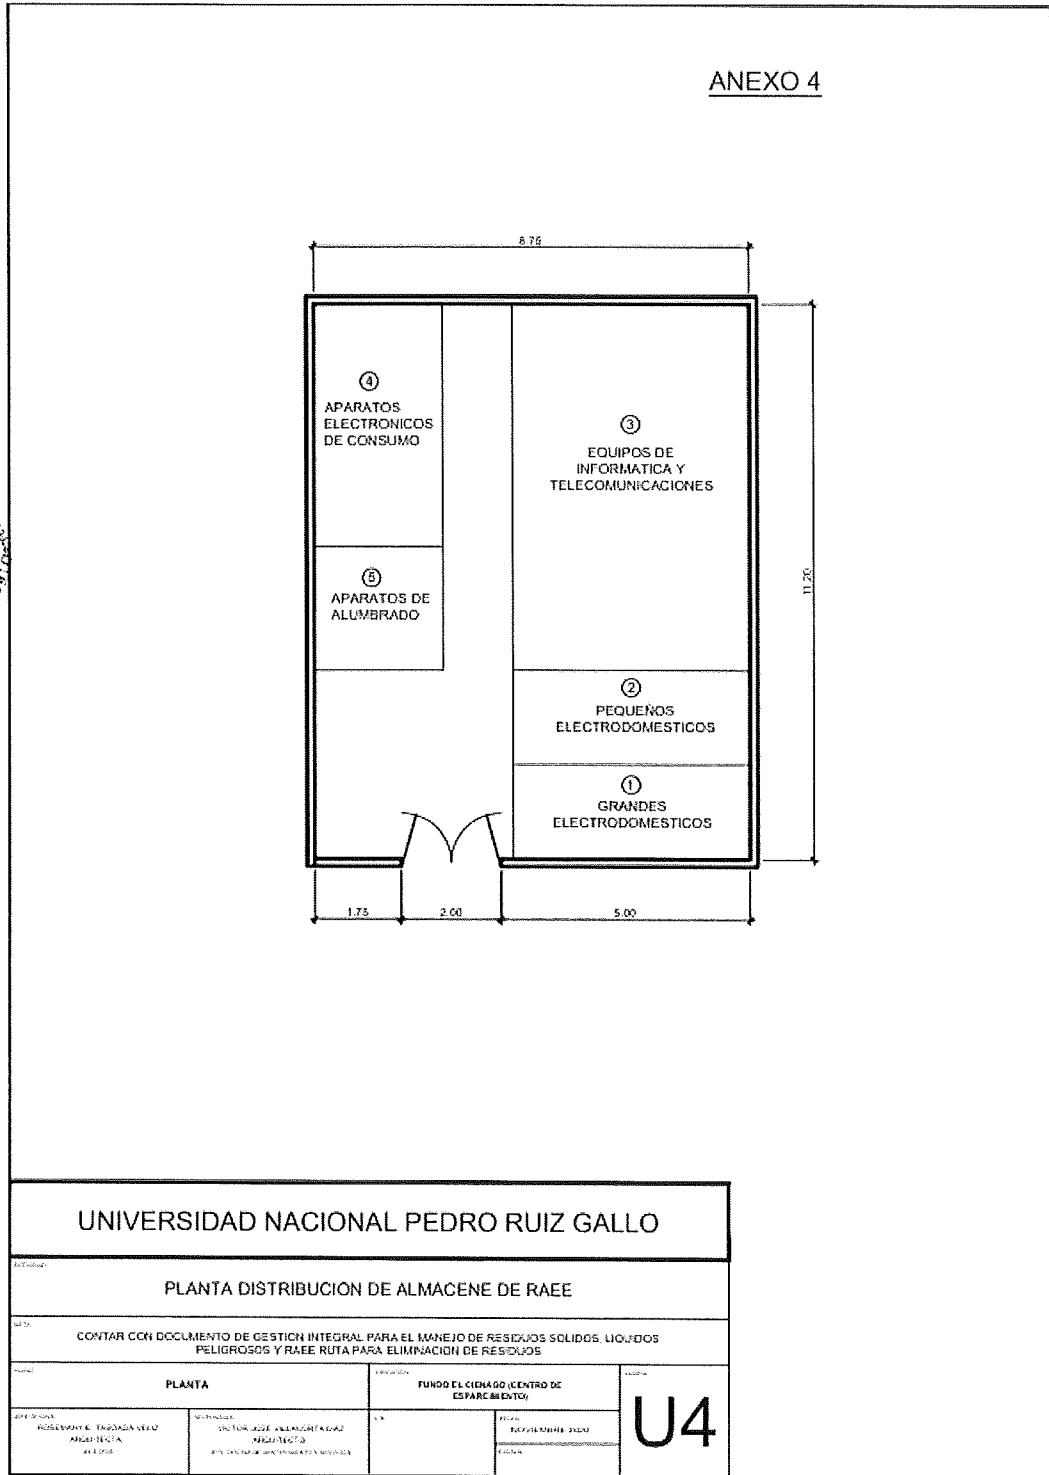 ANEXO 4
8.75
4
APARATOS
ELECTRONICOS
DE CONSUMO
3
EQUIPOS DE
INFORMATICA Y
TELECOMUNICACIONES
5
APARATOS DE
ALUMBRADO
11.20
2
PEQUEÑOS
ELECTRODOMESTICOS
1
GRANDES
ELECTRODOMESTICOS
1.75
2.00
5.00
UNIVERSIDAD NACIONAL PEDRO RUIZ GALLO
PLANTA DISTRIBUCION DE ALMACENE DE RAEE
CONTAR CON DOCUMENTO DE GESTION INTEGRAL PARA EL MANEJO DE RESIDUOS SOLIDOS, LIQUIDOS
PELIGROSOS Y RAEE RUTA PARA ELIMINACION DE RESIDUOS
PLANTA
FUNDO EL CIENAGO (CENTRO DE
ESPARCIMIENTO)
ARQUITECTA
ARQUITECTO
NOVIEMBRE 2020
U4